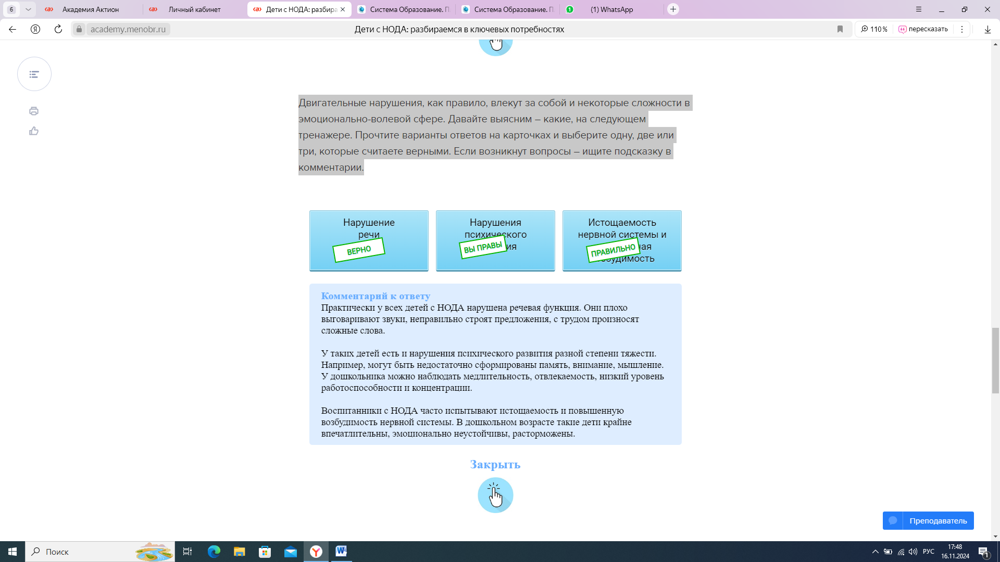 6
Академия Актион
Личный кабинет
Дети с НОДА: разбира
Система Образование. П
Система Образование. П
(1) WhatsApp
academy.menobr.ru
Дети с НОДА: разбираемся в ключевых потребностях
110 %
пересказать
Двигательные нарушения, как правило, влекут за собой и некоторые сложности в
эмоционально-волевой сфере. Давайте выясним – какие, на следующем
тренажере. Прочтите варианты ответов на карточках и выберите одну, две или
три, которые считаете верными. Если возникнут вопросы – ищите подсказку в
комментарии.
Нарушение
речи
ВЕРНО
Нарушения
психического
ВЫ ПРАВЫ
Истощаемость
нервной системы и
ПРАВИЛЬНО
Комментарий к ответу
Практически у всех детей с НОДА нарушена речевая функция. Они плохо
выговаривают звуки, неправильно строят предложения, с трудом произносят
сложные слова.
У таких детей есть и нарушения психического развития разной степени тяжести.
Например, могут быть недостаточно сформированы память, внимание, мышление.
У дошкольника можно наблюдать медлительность, отвлекаемость, низкий уровень
работоспособности и концентрации.
Воспитанники с НОДА часто испытывают истощаемость и повышенную
возбудимость нервной системы. В дошкольном возрасте такие дети крайне
впечатлительны, эмоционально неустойчивы, расторможены.
Закрыть
Преподаватель
Поиск
РУС
17:48
16.11.2024
1